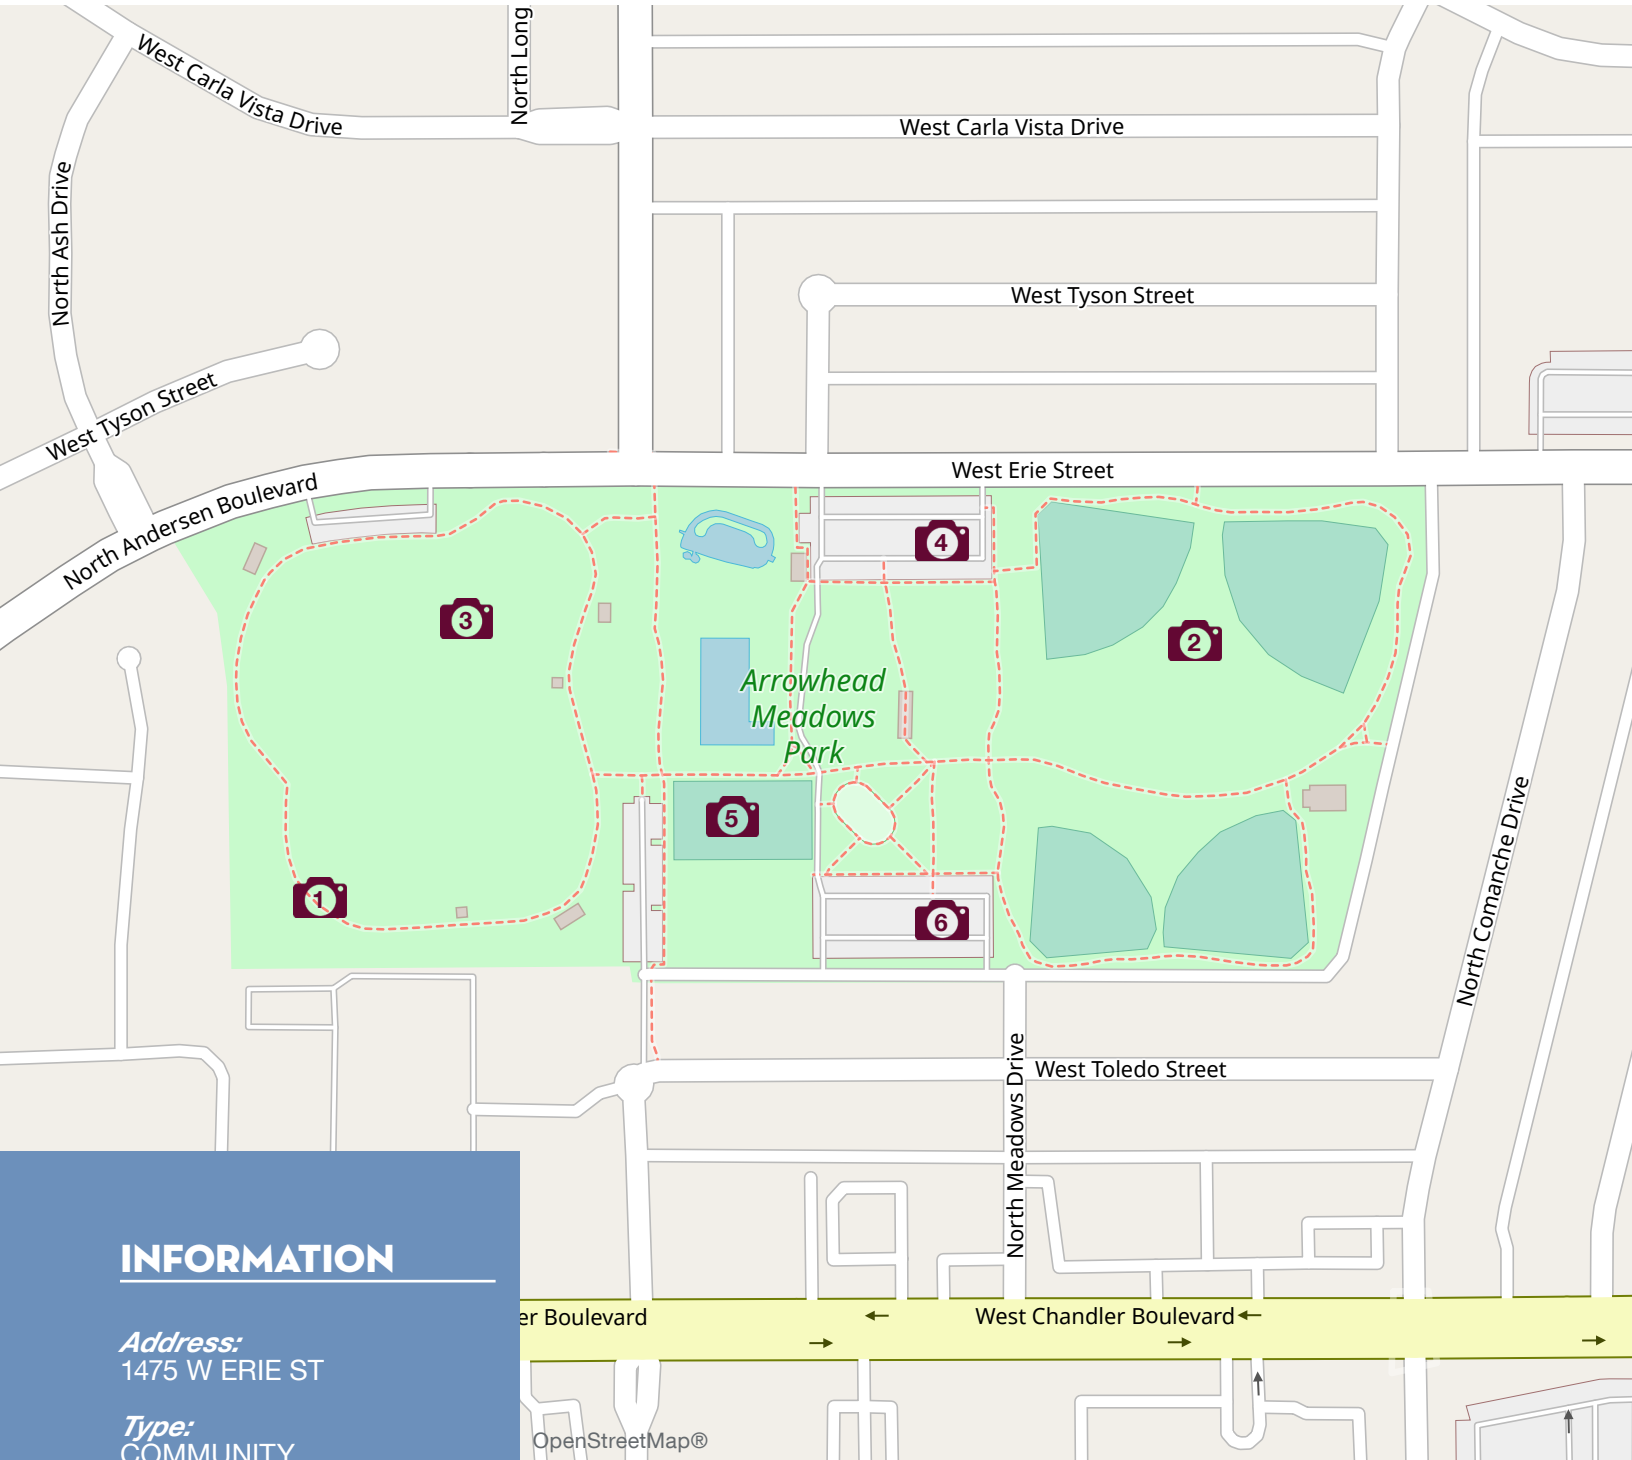 North Long
West Carla Vista Drive
West Carla Vista Drive
North Ash Drive
West Tyson Street
West Tyson Street
West Erie Street
North Andersen Boulevard
4
3
2
Arrowhead
Meadows
Park
5
1
6
North Comanche Drive
North Meadows Drive
West Toledo Street
er Boulevard
West Chandler Boulevard
INFORMATION
Address:
1475 W ERIE ST
Type:
COMMUNITY
OpenStreetMap®